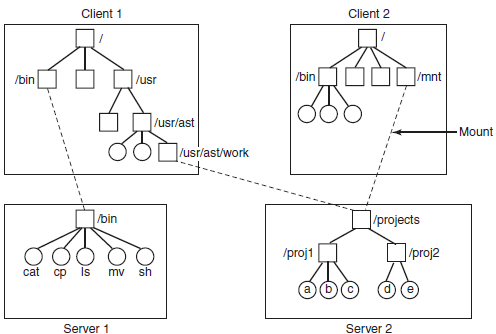 Client 1
Client 2
/
/
/bin
/usr
/bin
/mnt
/usr/ast
Mount
/usr/ast/work
/bin
/projects
/proj1
/proj2
cat cp ls mv sh
a b c d e
Server 1
Server 2